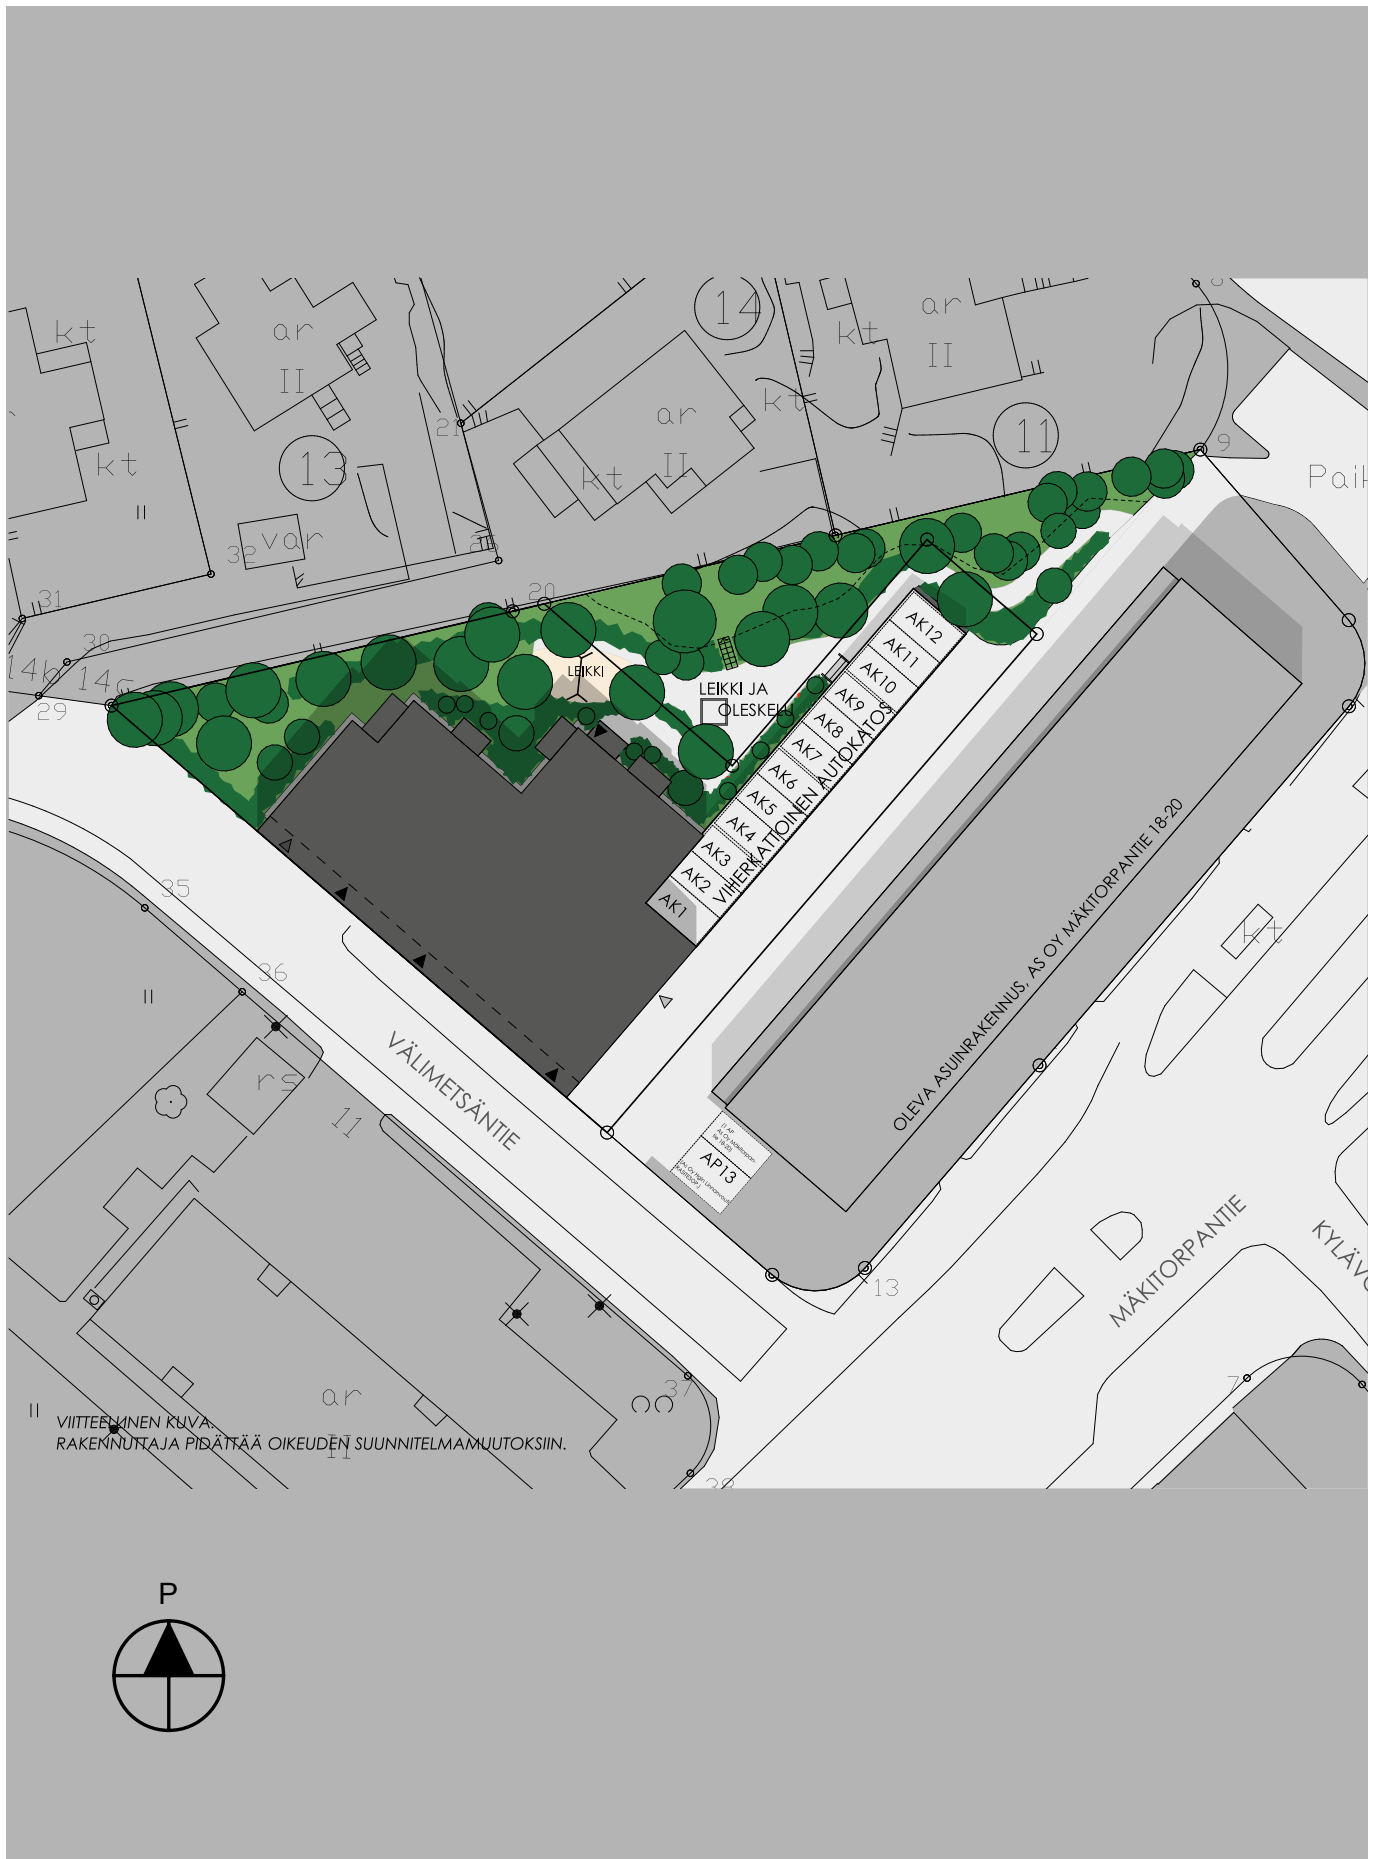 8
14
ar
II
kt
kt
ar
II
kt
ar
II
kt
21
11
9
13
kt
kt
Paik
II
var
32
20
31
30
14b
14c
29
LEIKKI
LEIKKI JA
OLESKELU
AK12
AK11
AK10
AK9
AK8
AK7
AK6
AK5
AK4
AK3
AK2
AK1
VIHERKATTOINEN AUTOKATOS
35
36
II
kt
OLEVA ASUINRAKENNUS, AS OY MÄKITORPANTIE 18-20
VÄLIMETSÄNTIE
rs
11
AP13
MÄKITORPANTIE
KYLÄVO
13
37
7
ar
II
II
VIITTEELLINEN KUVA.
RAKENNUTTAJA PIDÄTTÄÄ OIKEUDEN SUUNNITELMAMUUTOKSIIN.
38
P